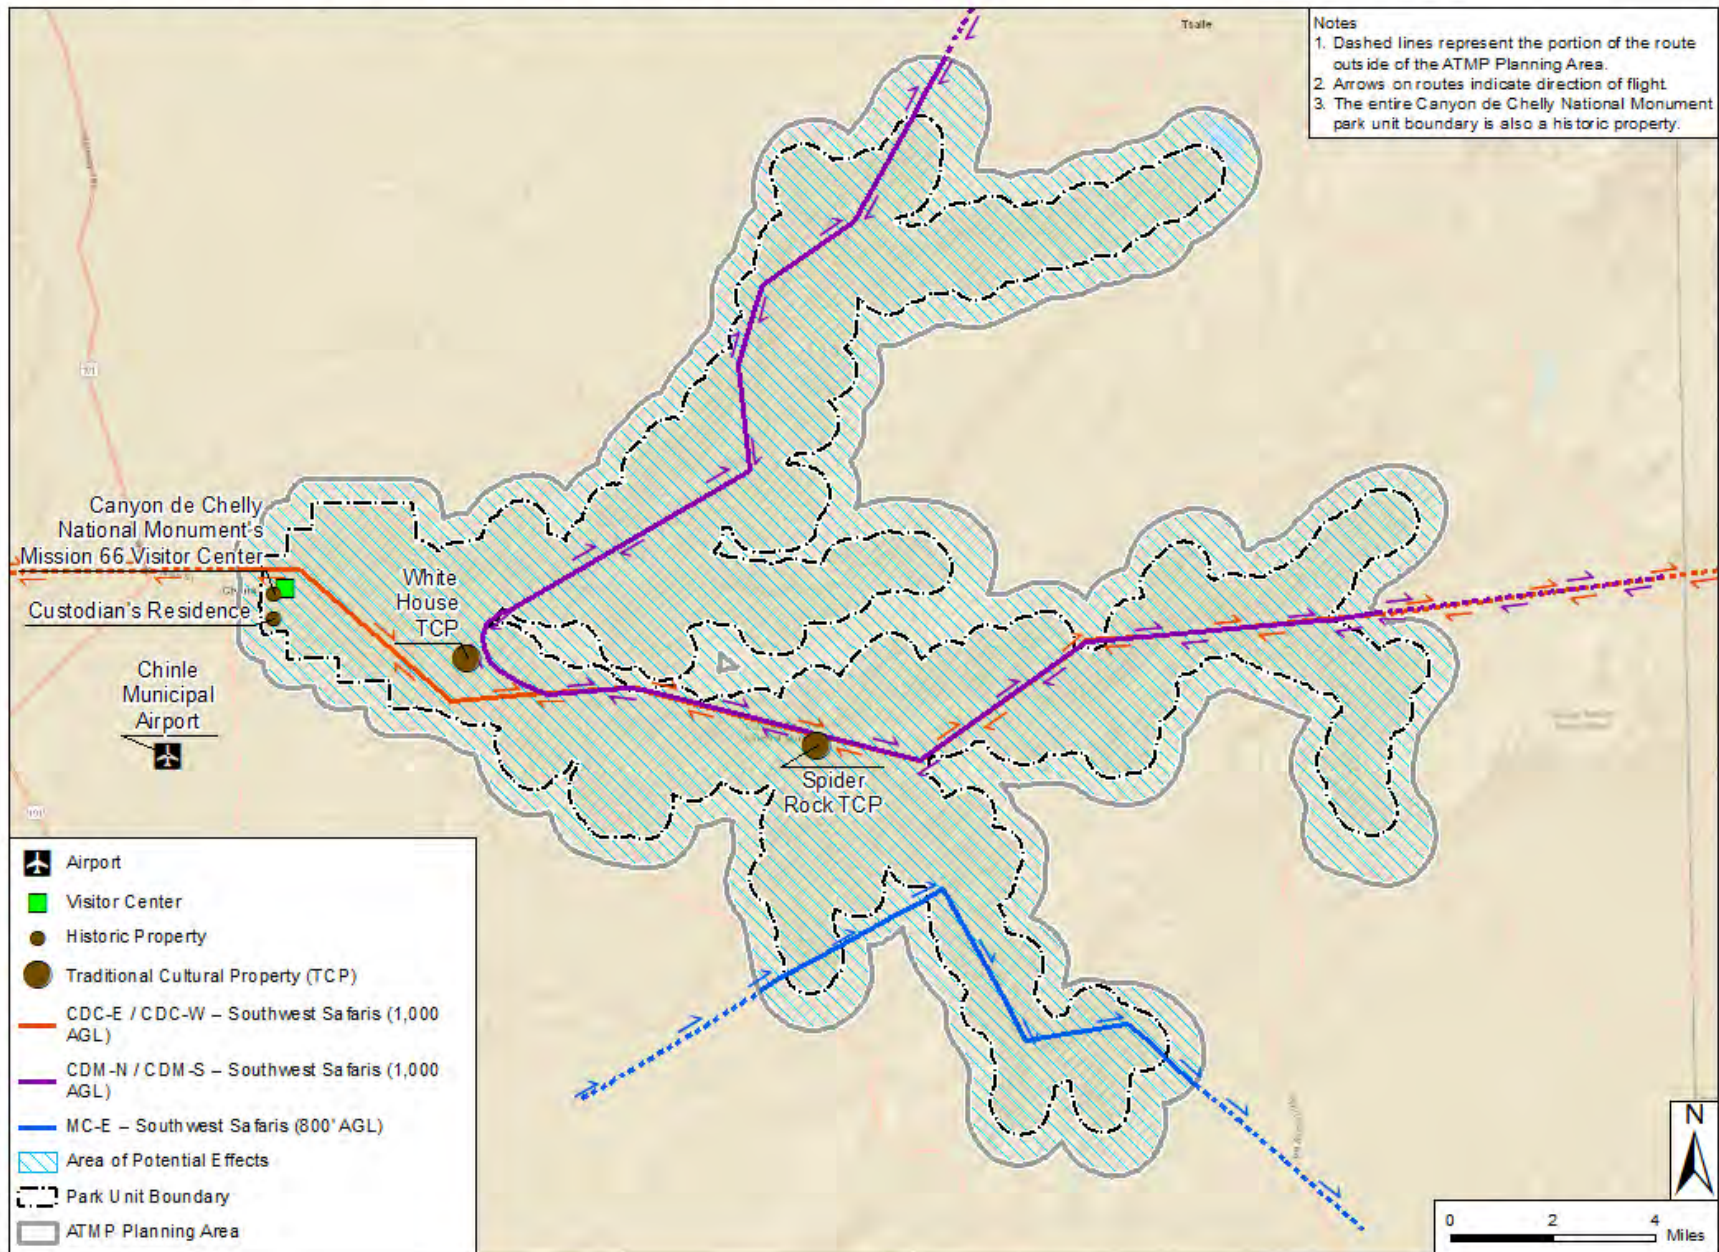 Tsaile
Notes
1. Dashed lines represent the portion of the route
outside of the ATMP Planning Area.
2. Arrows on routes indicate direction of flight.
3. The entire Canyon de Chelly National Monument
park unit boundary is also a historic property.
Canyon de Chelly
National Monument's
Mission 66 Visitor Center
Custodian's Residence
White
House
TCP
Chinle
Municipal
Airport
Spider
Rock TCP
191
Airport
Visitor Center
Historic Property
Traditional Cultural Property (TCP)
CDC-E / CDC-W – Southwest Safaris (1,000
AGL)
CDM-N / CDM-S – Southwest Safaris (1,000
AGL)
MC-E – Southwest Safaris (800' AGL)
Area of Potential Effects
Park Unit Boundary
ATMP Planning Area
N
0 2 4
Miles